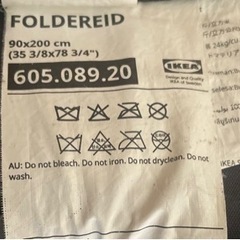 FOLDEREID
90x200 cm
(35 3/8x78 3/4")
IKEA
Design and Quality
IKEA of Sweden
605.089.20
AU: Do not bleach. Do not iron. Do not dryclean. Do not
wash.
IKEA